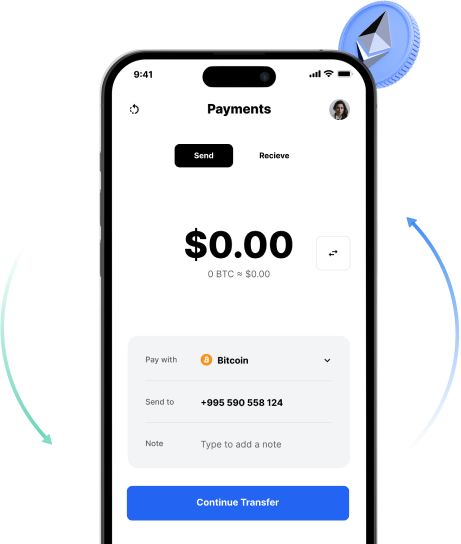 9:41
Payments
Send Recieve
$0.00
0 BTC ≈ $0.00
Pay with Bitcoin
Send to +995 590 558 124
Note Type to add a note
Continue Transfer